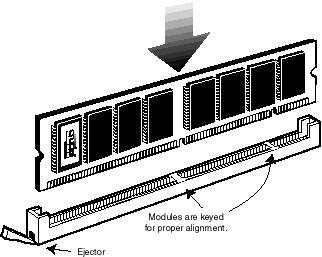 Modules are keyed
for proper alignment.
Ejector